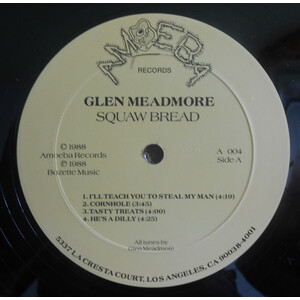 AMOEBA
RECORDS
GLEN MEADMORE
SQUAW BREAD
© 1988
Amoeba Records
© 1988
Bozette Music
A 004
Side A
1. I'LL TEACH YOU TO STEAL MY MAN (4:19)
2. CORNHOLE (3:45)
3. TASTY TREATS (4:00)
4. HE'S A DILLY (4:25)
All tunes by
Glen Meadmore
5337 LA CRESTA COURT, LOS ANGELES, CA 90038-4001